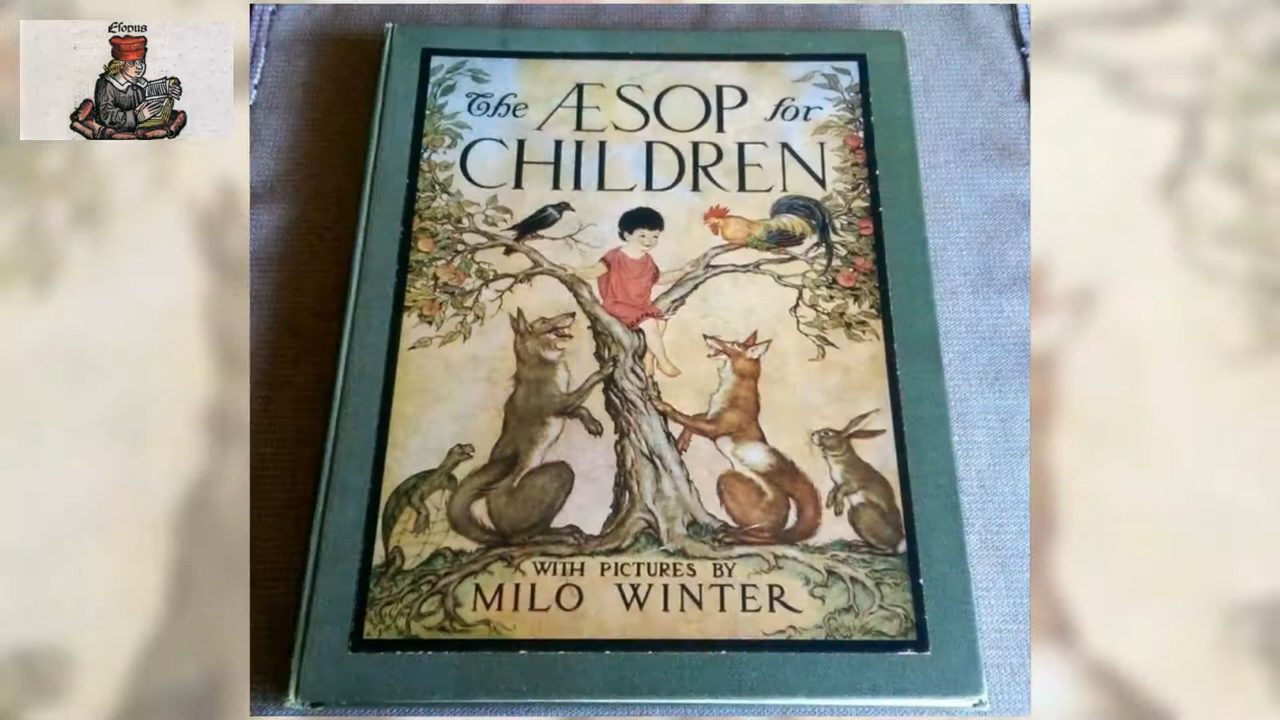 Esopus
The ÆSOP for
CHILDREN
WITH PICTURES BY
MILO WINTER